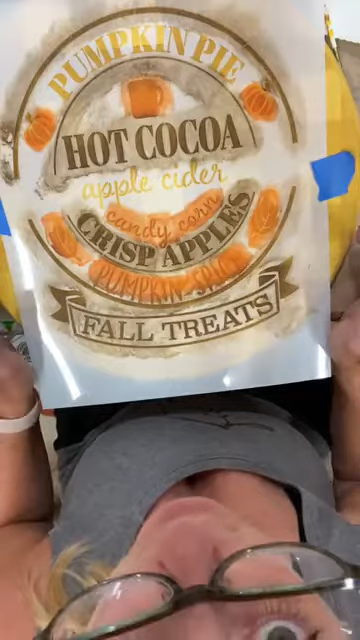 PUMPKIN PIE
HOT COCOA
apple cider
candy corn
CRISP APPLES
PUMPKIN SPICE
FALL TREATS